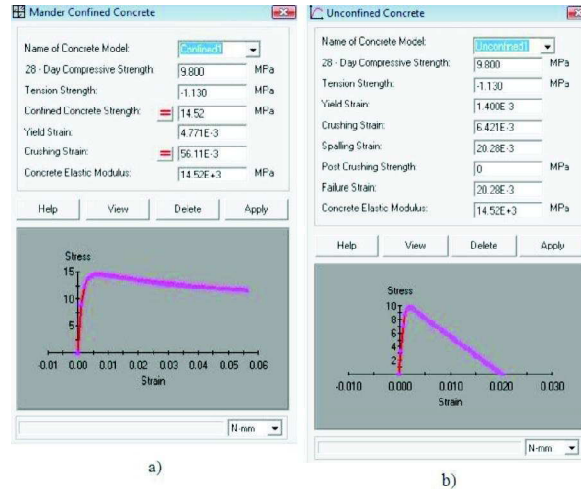 Mander Confined Concrete
Name of Concrete Model: Confined1
28 - Day Compressive Strength: 9.800 MPa
Tension Strength: -1.130 MPa
Confined Concrete Strength: 14.52 MPa
Yield Strain: 4.771E-3
Crushing Strain: 56.11E-3
Concrete Elastic Modulus: 14.52E+3 MPa
Help View Delete Apply
Stress
15
10
5
-0.01 0.00 0.01 0.02 0.03 0.04 0.05 0.06
Strain
N-mm
a)
Unconfined Concrete
Name of Concrete Model: Unconfined1
28 - Day Compressive Strength: 9.800 MPa
Tension Strength: -1.130 MPa
Yield Strain: 1.400E-3
Crushing Strain: 6.421E-3
Spalling Strain: 20.28E-3
Post Crushing Strength: 0 MPa
Failure Strain: 20.28E-3
Concrete Elastic Modulus: 14.52E+3 MPa
Help View Delete Apply
Stress
10
8
6
4
2
-0.010 0.000 0.010 0.020 0.030
Strain
N-mm
b)